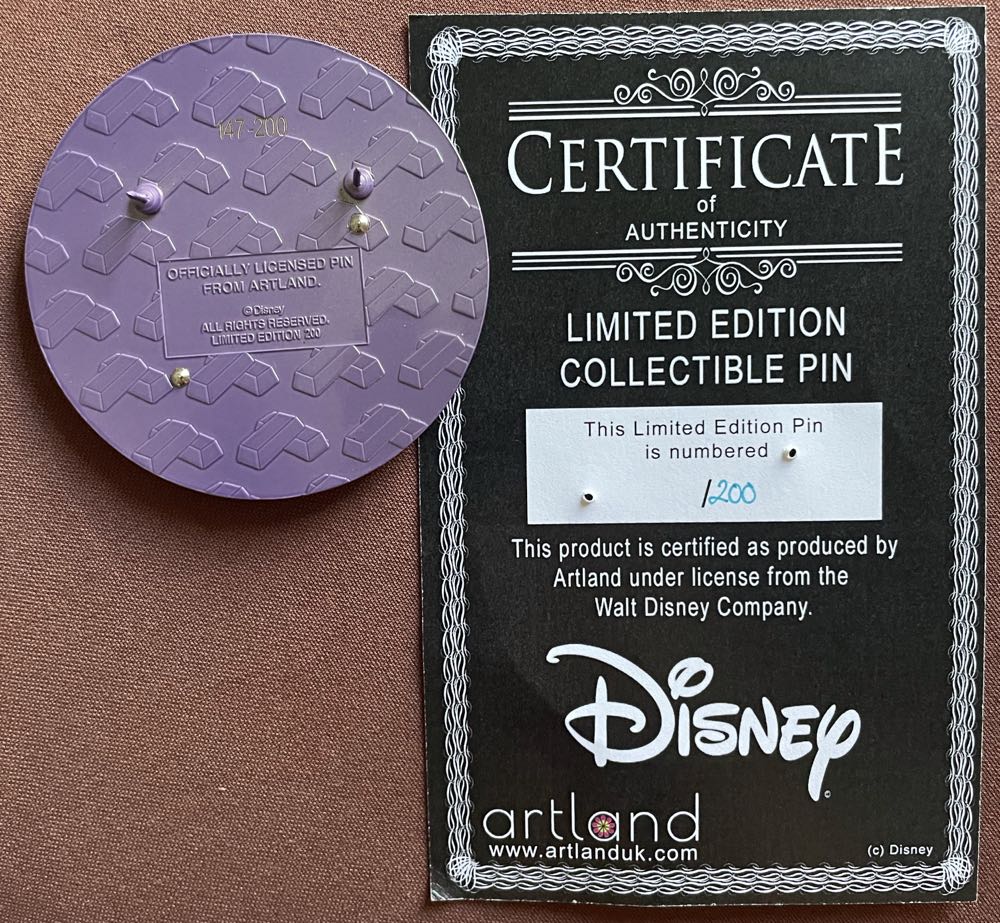 147-200
OFFICIALLY LICENSED PIN
FROM ARTLAND.
©Disney
ALL RIGHTS RESERVED.
LIMITED EDITION 200
CERTIFICATE
of
AUTHENTICITY
LIMITED EDITION
COLLECTIBLE PIN
This Limited Edition Pin
is numbered
/200
This product is certified as produced by
Artland under license from the
Walt Disney Company.
DISNEY
artland
www.artlanduk.com
(c) Disney